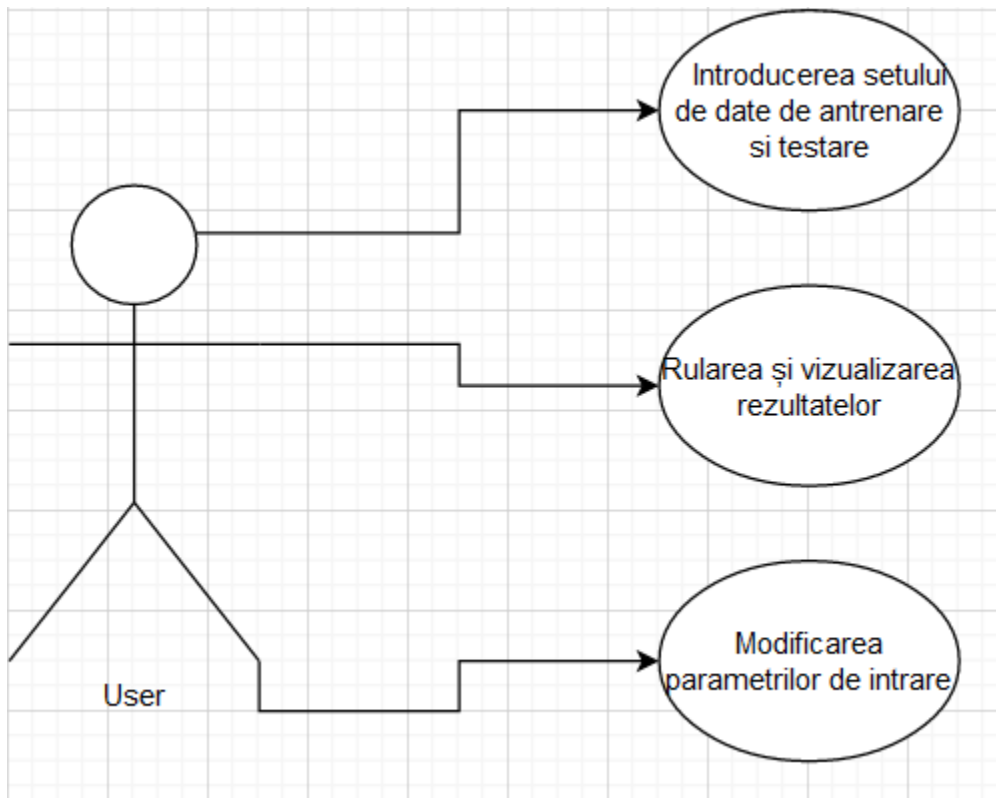 Introducerea setului
de date de antrenare
si testare
Rularea și vizualizarea
rezultatelor
Modificarea
parametrilor de intrare
User